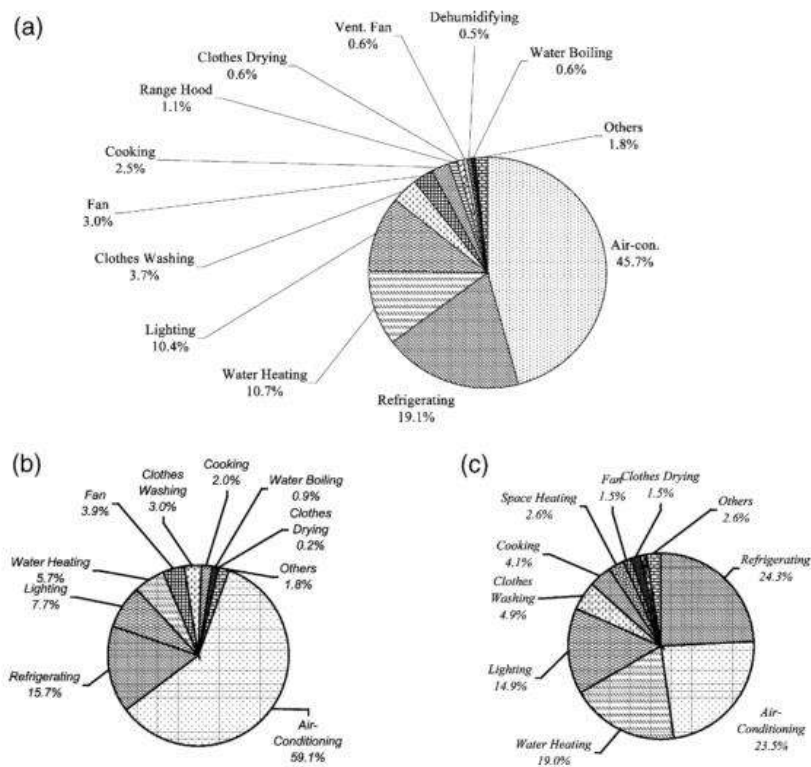 (a)
Vent. Fan
0.6%
Dehumidifying
0.5%
Clothes Drying
0.6%
Water Boiling
0.6%
Range Hood
1.1%
Others
1.8%
Cooking
2.5%
Fan
3.0%
Air-con.
45.7%
Clothes Washing
3.7%
Lighting
10.4%
Water Heating
10.7%
Refrigerating
19.1%
(b)
Cooking
2.0%
Clothes
Washing
3.0%
Water Boiling
0.9%
Fan
3.9%
Clothes
Drying
0.2%
Water Heating
5.7%
Others
1.8%
Lighting
7.7%
Refrigerating
15.7%
Air-
Conditioning
59.1%
(c)
Fan
1.5%
Clothes Drying
1.5%
Space Heating
2.6%
Others
2.6%
Cooking
4.1%
Refrigerating
24.3%
Clothes
Washing
4.9%
Lighting
14.9%
Air-
Conditioning
23.5%
Water Heating
19.0%